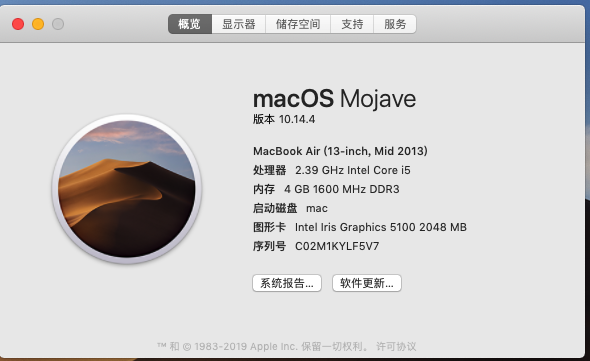 概览 显示器 储存空间 支持 服务
macOS Mojave
版本 10.14.4
MacBook Air (13-inch, Mid 2013)
处理器 2.39 GHz Intel Core i5
内存 4 GB 1600 MHz DDR3
启动磁盘 mac
图形卡 Intel Iris Graphics 5100 2048 MB
序列号 C02M1KYLF5V7
系统报告... 软件更新...
™ 和 © 1983-2019 Apple Inc. 保留一切权利。 许可协议